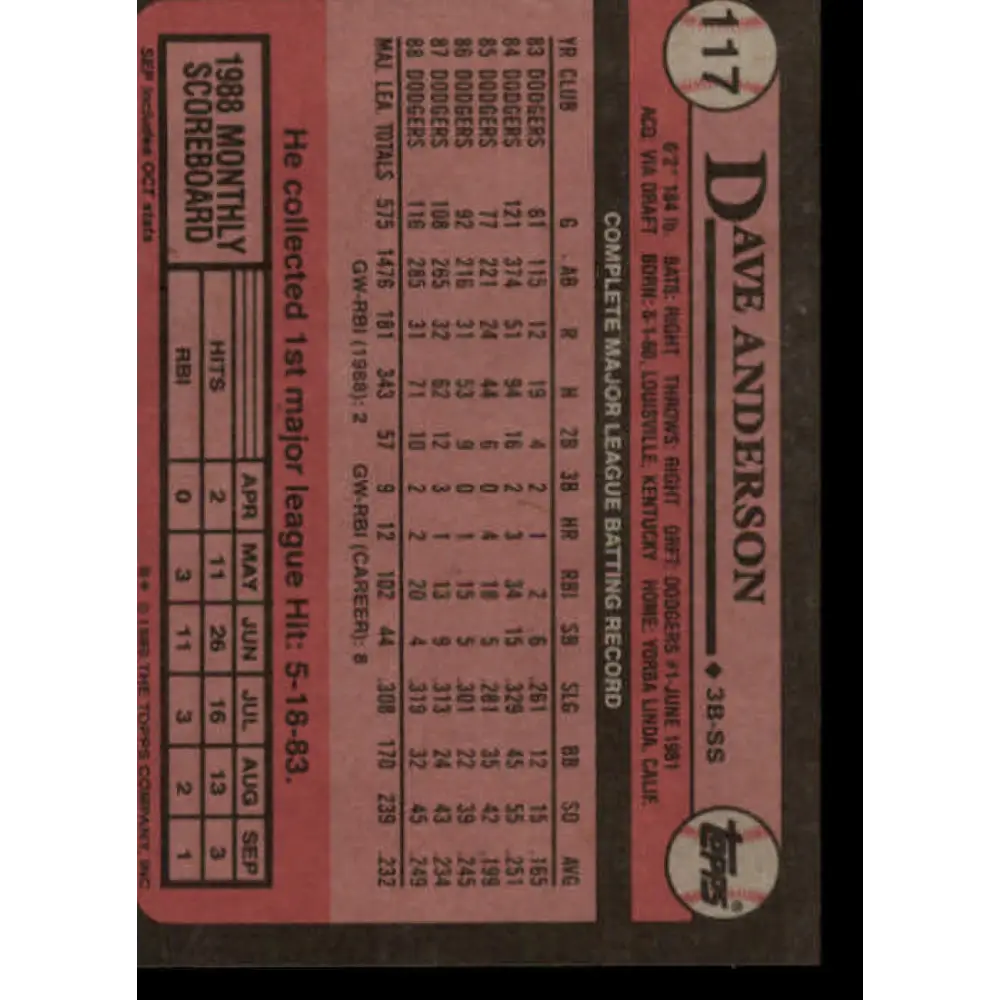 117
DAVE ANDERSON ♦ 3B-SS
TOPPS®
6'2" 184 lb. BATS: RIGHT THROWS: RIGHT DRFT: DODGERS #1-JUNE 1981
ACQ: VIA DRAFT BORN: 8-1-60, LOUISVILLE, KENTUCKY HOME: YORBA LINDA, CALIF.
COMPLETE MAJOR LEAGUE BATTING RECORD
YR CLUB G AB R H 2B 3B HR RBI SB SLG BB SO AVG
83 DODGERS 61 115 12 19 4 2 1 2 6 .261 12 15 .165
84 DODGERS 121 374 51 94 16 2 3 34 15 .329 45 55 .251
85 DODGERS 77 221 24 44 6 0 4 18 5 .281 35 42 .199
86 DODGERS 92 216 31 53 9 0 1 15 5 .301 22 39 .245
87 DODGERS 108 265 32 62 12 3 1 13 9 .313 24 43 .234
88 DODGERS 116 285 31 71 10 2 2 20 4 .319 32 45 .249
MAJ. LEA. TOTALS 575 1476 181 343 57 9 12 102 44 .308 170 239 .232
GW-RBI (1988): 2 GW-RBI (CAREER): 8
He collected 1st major league Hit: 5-18-83.
1988 MONTHLY
SCOREBOARD
APR MAY JUN JUL AUG SEP
HITS 2 11 26 16 13 3
RBI 0 3 11 3 2 1
SEP includes OCT stats
THE TOPPS COMPANY, INC.